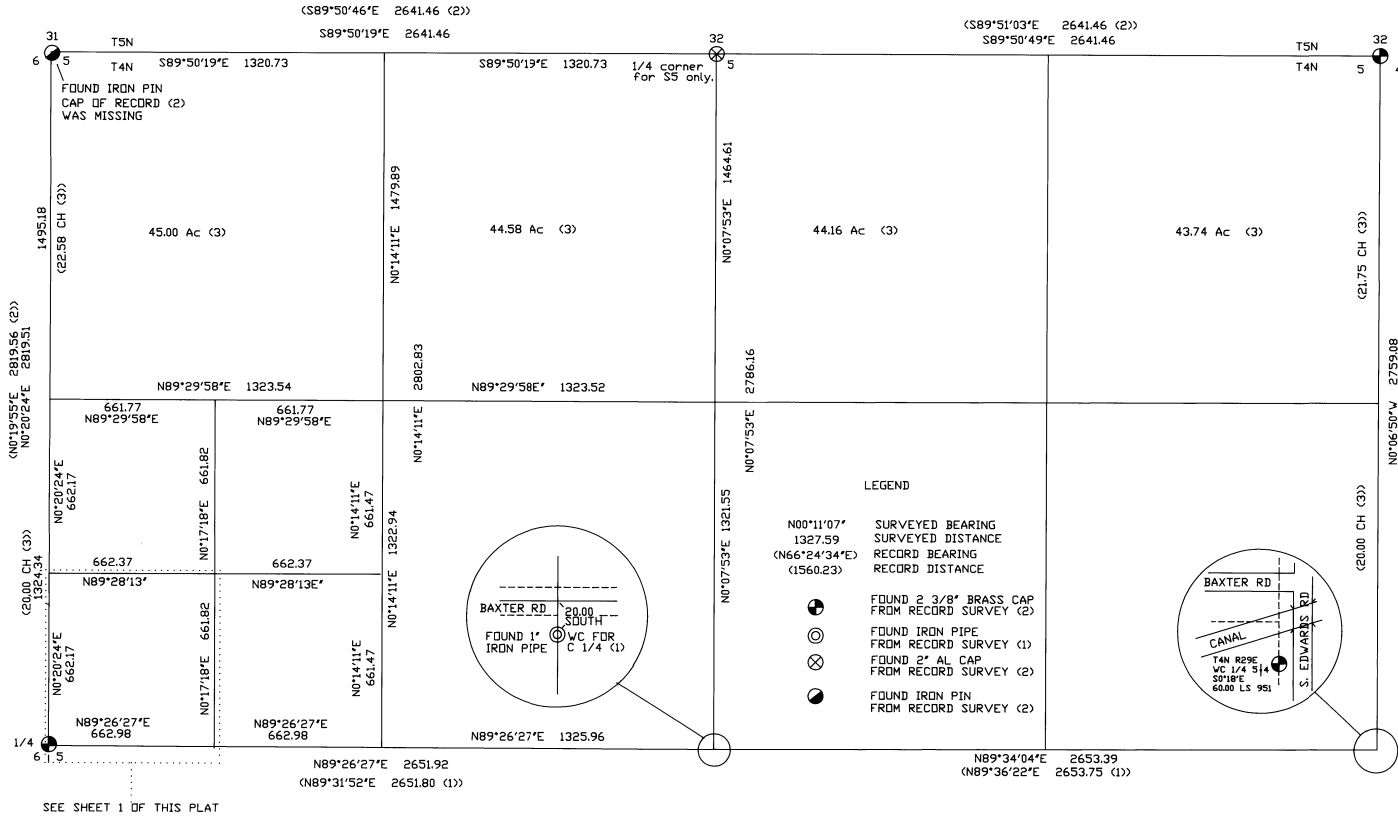 (S89°50'46"E 2641.46 (2))
S89°50'19"E 2641.46
(S89°51'03"E 2641.46 (2))
S89°50'49"E 2641.46
31
T5N
6 5
T4N
S89°50'19"E 1320.73
S89°50'19"E 1320.73
32
5
1/4 corner
for S5 only.
32
T5N
T4N
5 4
FOUND IRON PIN
CAP OF RECORD (2)
WAS MISSING
1495.18
(22.58 CH (3))
45.00 Ac (3)
N0°14'11"E 1479.89
44.58 Ac (3)
N0°07'53"E 1464.61
44.16 Ac (3)
43.74 Ac (3)
(21.75 CH (3))
(N0°19'55"E 2819.56 (2))
N0°20'24"E 2819.51
N89°29'58"E 1323.54
N0°14'11"E 2802.83
N89°29'58E" 1323.52
N0°07'53"E 2786.16
N0°06'50"W 2759.08
661.77
N89°29'58"E
661.77
N89°29'58"E
N0°20'24"E
662.17
N0°17'18"E 661.82
N0°14'11"E
661.47
(20.00 CH (3))
1324.34
N0°14'11"E 1322.94
N0°07'53"E 1321.55
(20.00 CH (3))
662.37
N89°28'13"
662.37
N89°28'13E"
N0°20'24"E
662.17
N0°17'18"E 661.82
N0°14'11"E
661.47
N89°26'27"E
662.98
N89°26'27"E
662.98
N89°26'27"E 1325.96
1/4
6 5
N89°26'27"E 2651.92
(N89°31'52"E 2651.80 (1))
N89°34'04"E 2653.39
(N89°36'22"E 2653.75 (1))
SEE SHEET 1 OF THIS PLAT
BAXTER RD
20.00
SOUTH
FOUND 1"
IRON PIPE
WC FOR
C 1/4 (1)
LEGEND
N00°11'07" SURVEYED BEARING
1327.59 SURVEYED DISTANCE
(N66°24'34"E) RECORD BEARING
(1560.23) RECORD DISTANCE
FOUND 2 3/8" BRASS CAP
FROM RECORD SURVEY (2)
FOUND IRON PIPE
FROM RECORD SURVEY (1)
FOUND 2" AL CAP
FROM RECORD SURVEY (2)
FOUND IRON PIN
FROM RECORD SURVEY (2)
BAXTER RD
CANAL
S. EDWARDS RD
T4N R29E
WC 1/4 5|4
S0°18'E
60.00 LS 951